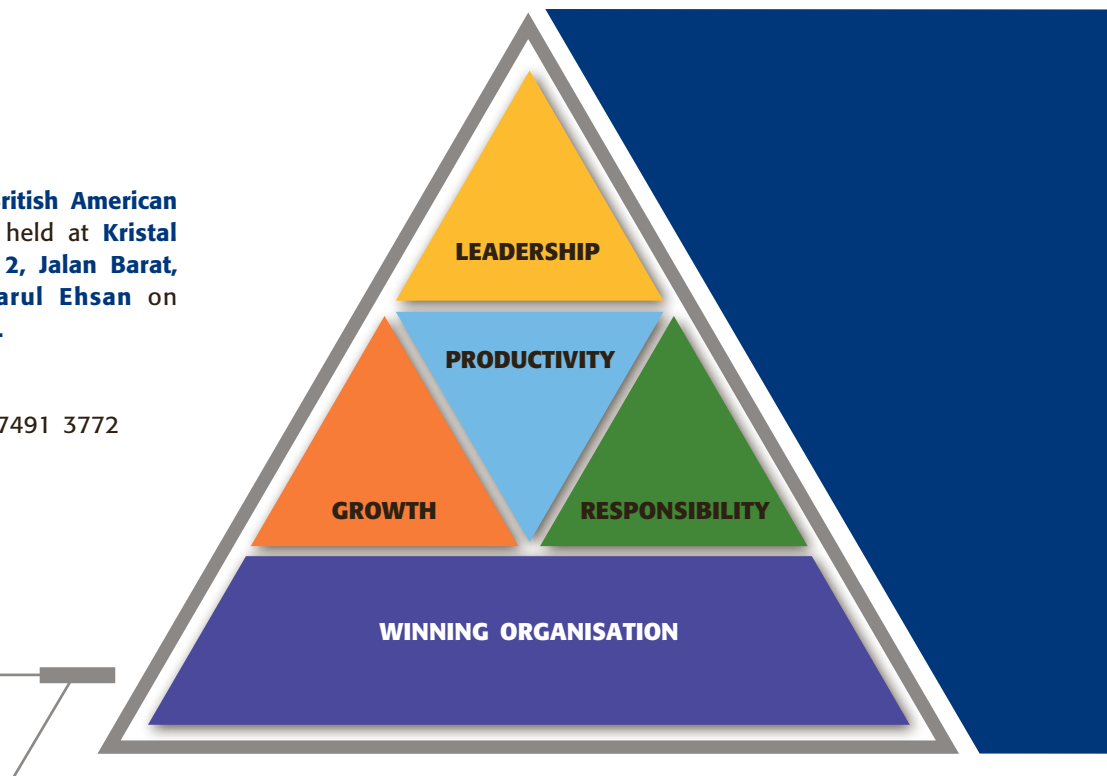 ritish American
held at Kristal
2, Jalan Barat,
arul Ehsan on
.
7491 3772
LEADERSHIP
PRODUCTIVITY
GROWTH
RESPONSIBILITY
WINNING ORGANISATION